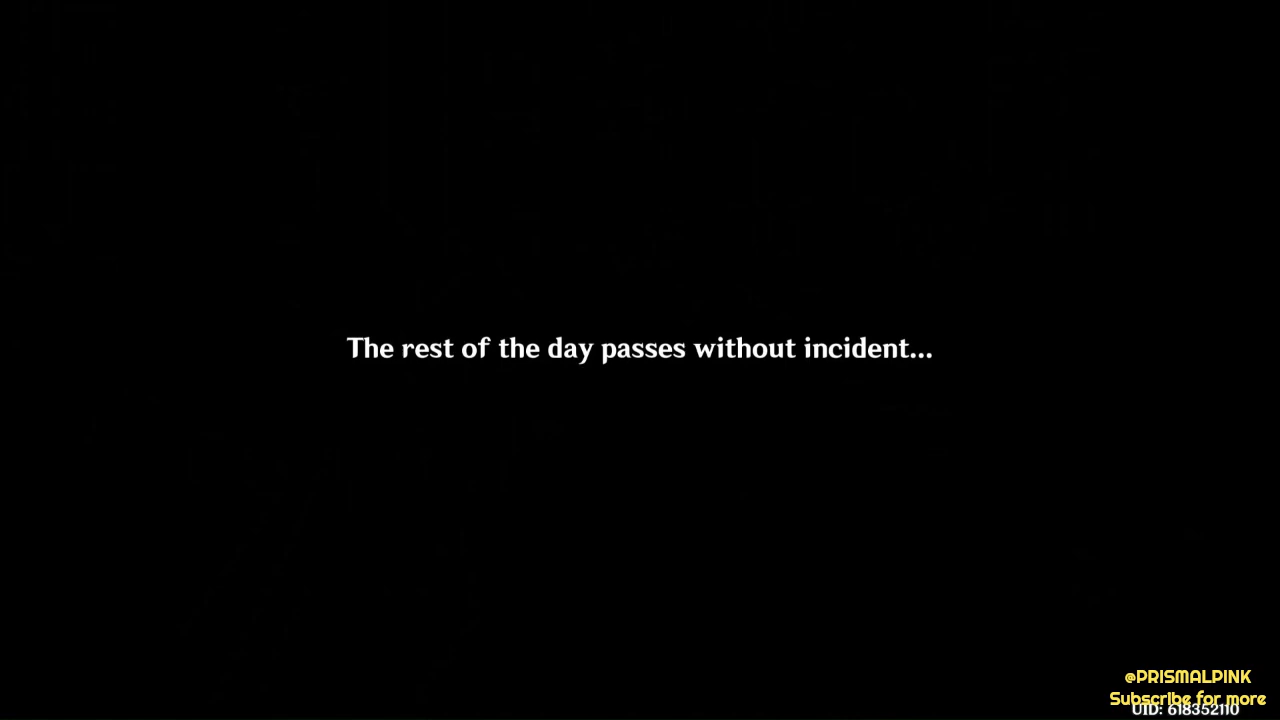 The rest of the day passes without incident...
@PRISMALPINK
Subscribe for more
UID: 618352110